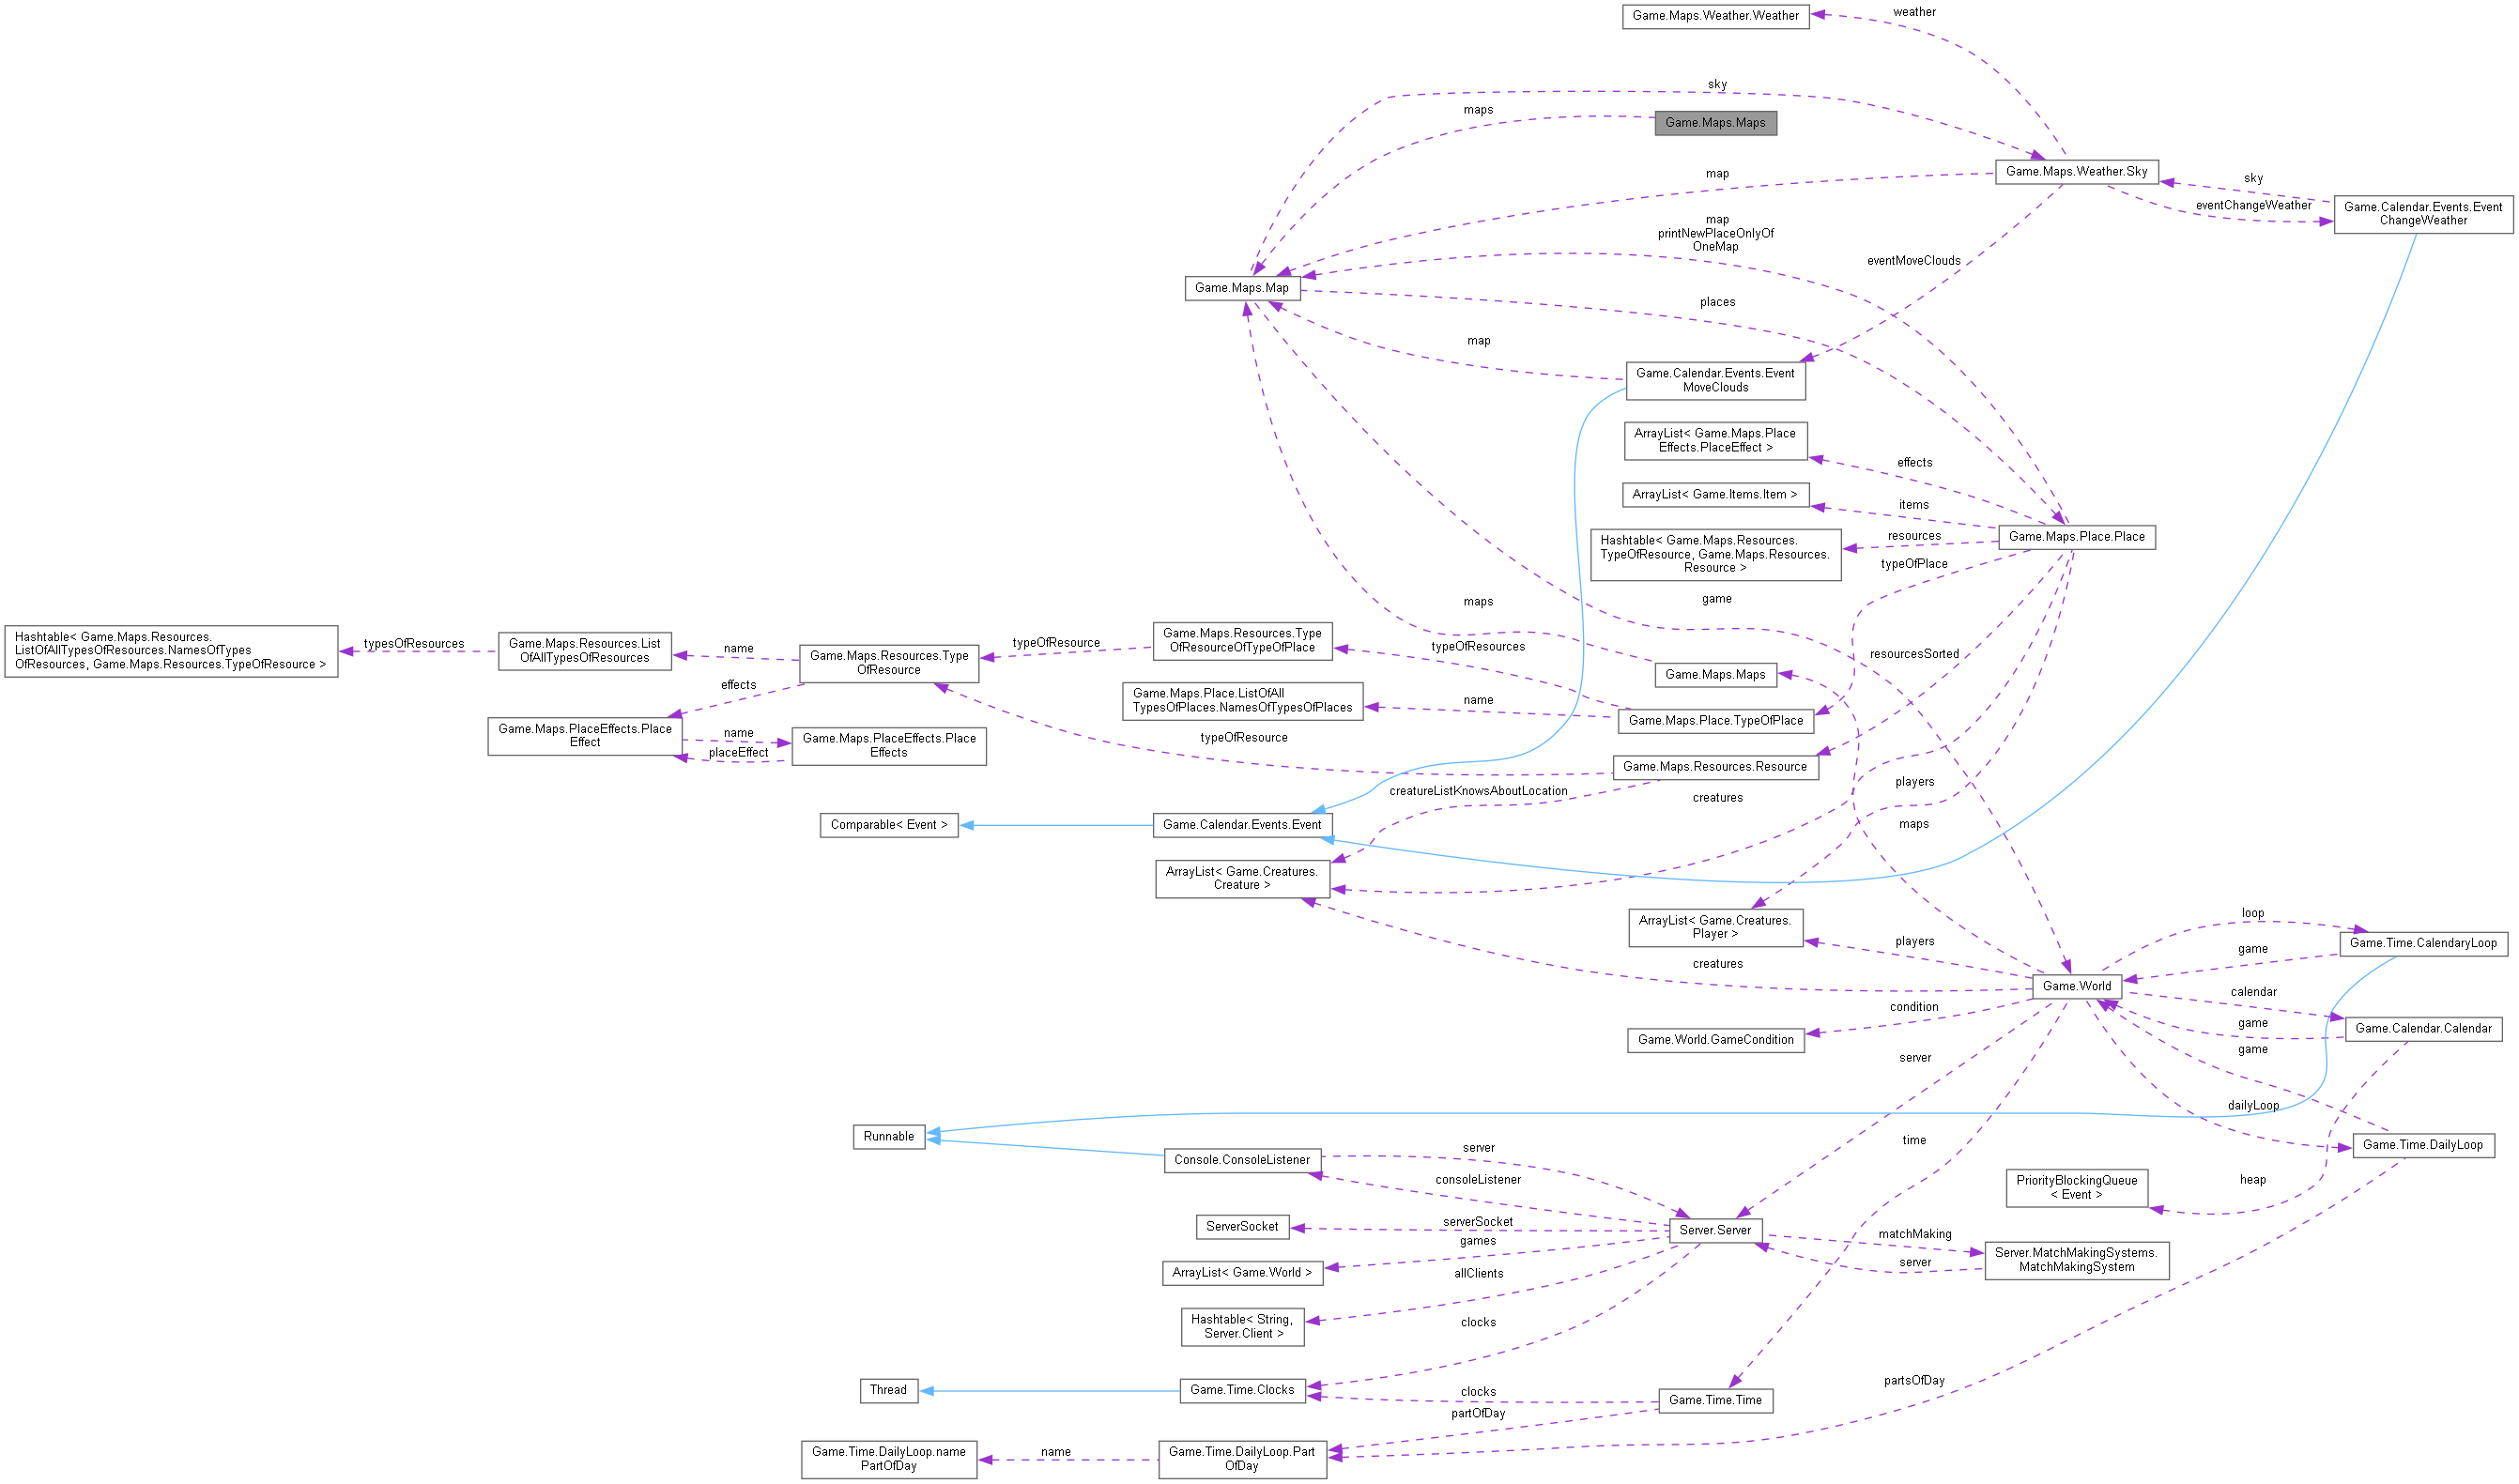 Game.Maps.Weather.Weather
weather
sky
maps
Game.Maps.Maps
map
Game.Maps.Weather.Sky
sky
eventChangeWeather
Game.Calendar.Events.Event
ChangeWeather
map
printNewPlaceOnlyOf
OneMap
eventMoveClouds
Game.Maps.Map
places
map
Game.Calendar.Events.Event
MoveClouds
ArrayList< Game.Maps.Place
Effects.PlaceEffect >
effects
ArrayList< Game.Items.Item >
items
Hashtable< Game.Maps.Resources.
TypeOfResource, Game.Maps.Resources.
Resource >
resources
Game.Maps.Place.Place
typeOfPlace
maps
game
Hashtable< Game.Maps.Resources.
ListOfAllTypesOfResources.NamesOfTypes
OfResources, Game.Maps.Resources.TypeOfResource >
typesOfResources
Game.Maps.Resources.List
OfAllTypesOfResources
name
Game.Maps.Resources.Type
OfResource
typeOfResource
Game.Maps.Resources.Type
OfResourceOfTypeOfPlace
typeOfResources
resourcesSorted
Game.Maps.Maps
effects
Game.Maps.Place.ListOfAll
TypesOfPlaces.NamesOfTypesOfPlaces
name
Game.Maps.Place.TypeOfPlace
Game.Maps.PlaceEffects.Place
Effect
name
placeEffect
Game.Maps.PlaceEffects.Place
Effects
typeOfResource
Game.Maps.Resources.Resource
creatureListKnowsAboutLocation
creatures
players
maps
Comparable< Event >
Game.Calendar.Events.Event
ArrayList< Game.Creatures.
Creature >
ArrayList< Game.Creatures.
Player >
players
creatures
loop
Game.Time.CalendaryLoop
game
Game.World
calendar
condition
Game.World.GameCondition
game
Game.Calendar.Calendar
game
server
dailyLoop
Runnable
Console.ConsoleListener
server
time
Game.Time.DailyLoop
consoleListener
PriorityBlockingQueue
< Event >
heap
ServerSocket
serverSocket
Server.Server
games
matchMaking
server
Server.MatchMakingSystems.
MatchMakingSystem
ArrayList< Game.World >
allClients
Hashtable< String,
Server.Client >
clocks
Thread
Game.Time.Clocks
clocks
Game.Time.Time
partsOfDay
partOfDay
Game.Time.DailyLoop.name
PartOfDay
name
Game.Time.DailyLoop.Part
OfDay